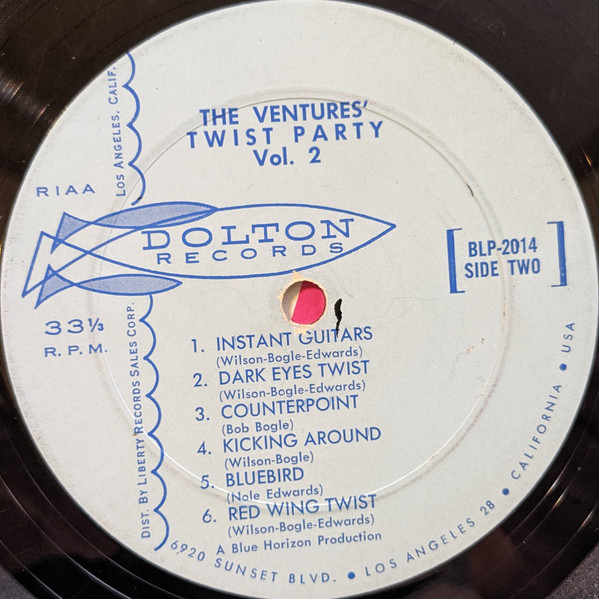 THE VENTURES'
TWIST PARTY
Vol. 2
LOS ANGELES, CALIF.
RIAA
DOLTON
RECORDS
BLP-2014
SIDE TWO
33⅓
R.P.M.
DIST. BY LIBERTY RECORDS SALES CORP.
1. INSTANT GUITARS
(Wilson-Bogle-Edwards)
2. DARK EYES TWIST
(Wilson-Bogle-Edwards)
3. COUNTERPOINT
(Bob Bogle)
4. KICKING AROUND
(Wilson-Bogle)
5. BLUEBIRD
(Nole Edwards)
6. RED WING TWIST
(Wilson-Bogle-Edwards)
A Blue Horizon Production
6920 SUNSET BLVD. • LOS ANGELES 28 • CALIFORNIA • USA